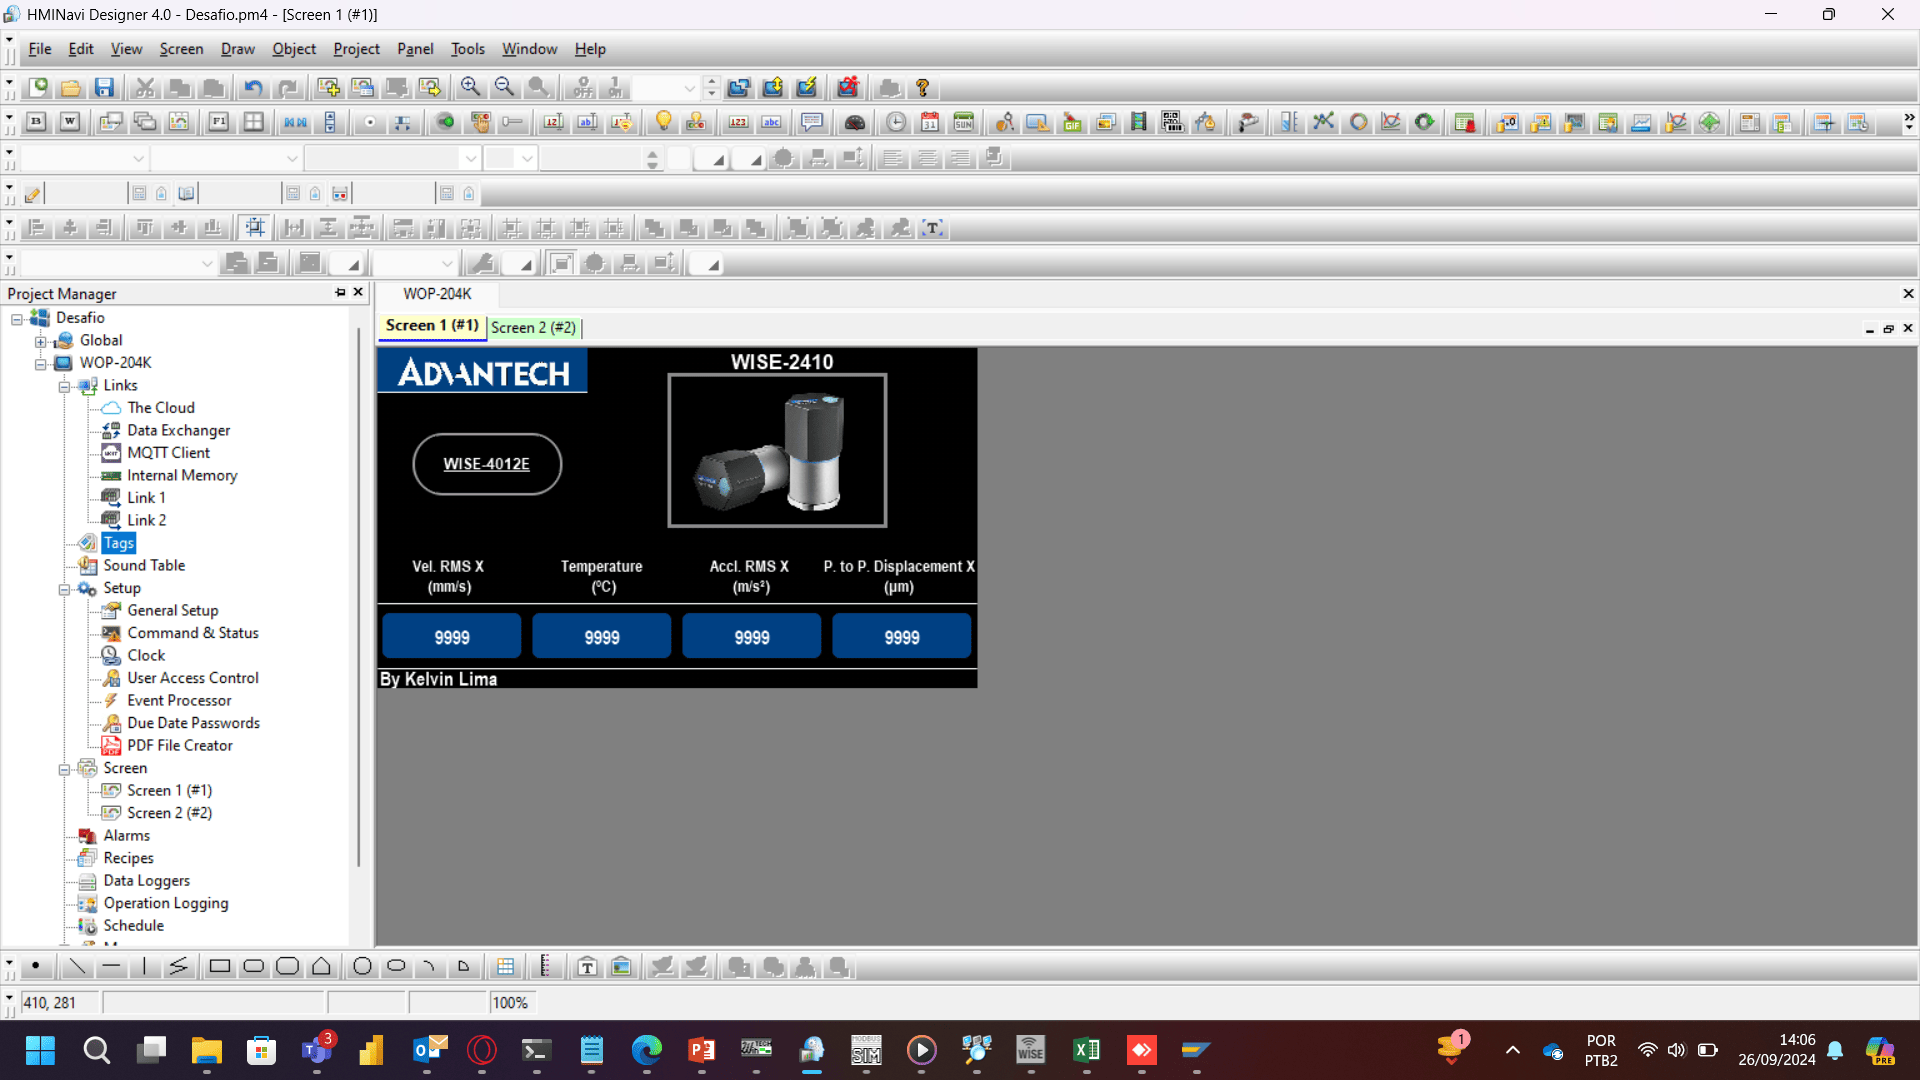 HMINavi Designer 4.0 - Desafio.pm4 - [Screen 1 (#1)]
File Edit View Screen Draw Object Project Panel Tools Window Help
Project Manager
Desafio
Global
WOP-204K
Links
The Cloud
Data Exchanger
MQTT Client
Internal Memory
Link 1
Link 2
Tags
Sound Table
Setup
General Setup
Command & Status
Clock
User Access Control
Event Processor
Due Date Passwords
PDF File Creator
Screen
Screen 1 (#1)
Screen 2 (#2)
Alarms
Recipes
Data Loggers
Operation Logging
Schedule
WOP-204K
Screen 1 (#1) Screen 2 (#2)
ADVANTECH
WISE-2410
WISE-4012E
Vel. RMS X Temperature Accl. RMS X P. to P. Displacement X
(mm/s) (ºC) (m/s²) (µm)
9999 9999 9999 9999
By Kelvin Lima
410, 281
100%
3
1
POR
PTB2
14:06
26/09/2024